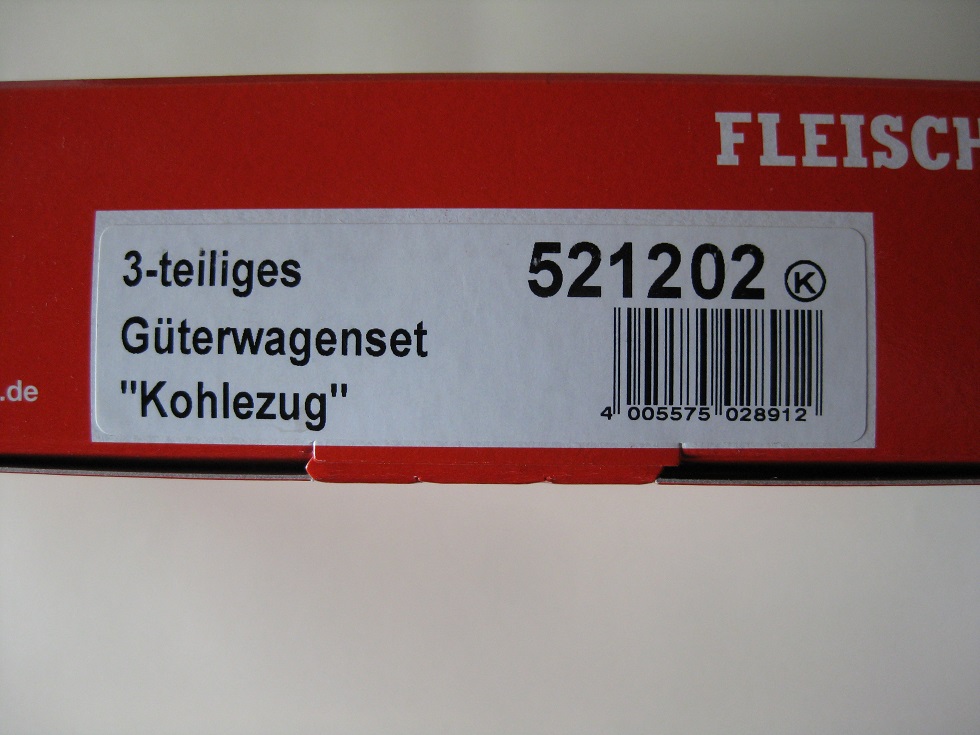 FLEISCH
3-teiliges
Güterwagenset
"Kohlezug"
521202 K
4 005575 028912
.de